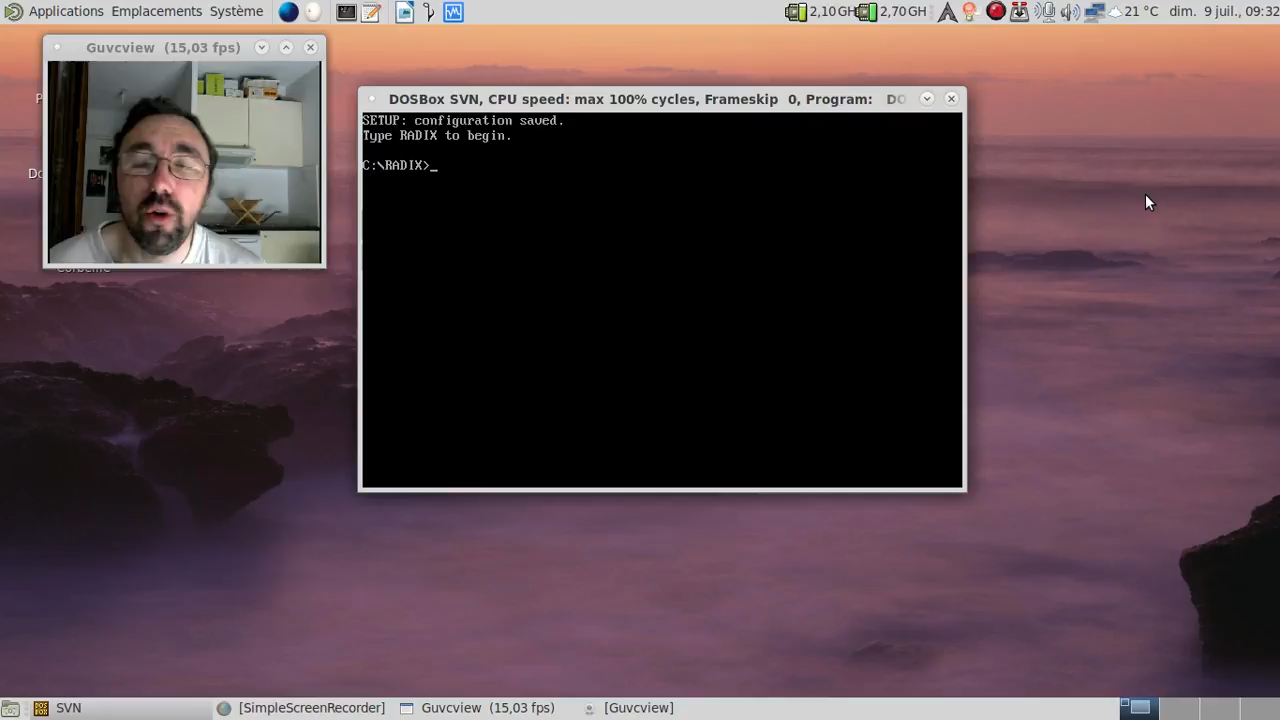 Applications Emplacements Système
2,10 GH 2,70 GH 21 °C dim. 9 juil., 09:32
Guvcview (15,03 fps)
DOSBox SVN, CPU speed: max 100% cycles, Frameskip 0, Program:
SETUP: configuration saved.
Type RADIX to begin.
C:\RADIX>_
SVN
[SimpleScreenRecorder]
Guvcview (15,03 fps)
[Guvcview]